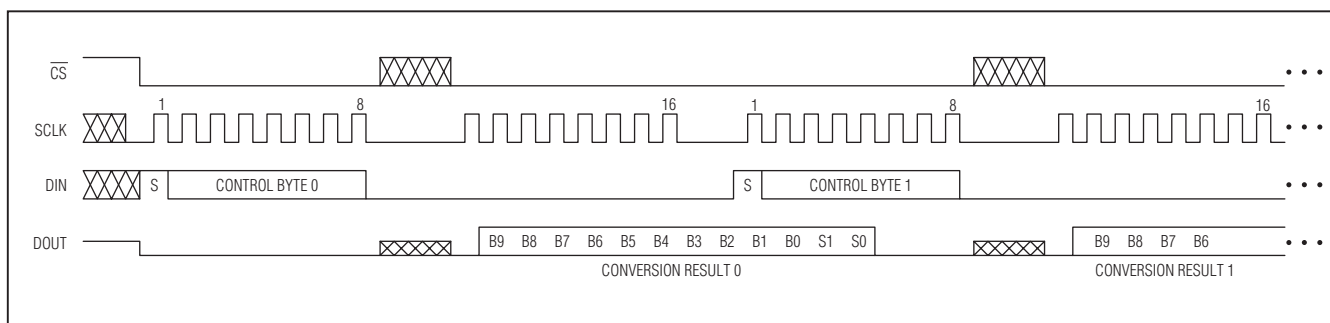 CS
1 8 16 1 8 16
SCLK
DIN S CONTROL BYTE 0 S CONTROL BYTE 1
DOUT B9 B8 B7 B6 B5 B4 B3 B2 B1 B0 S1 S0 B9 B8 B7 B6
CONVERSION RESULT 0 CONVERSION RESULT 1